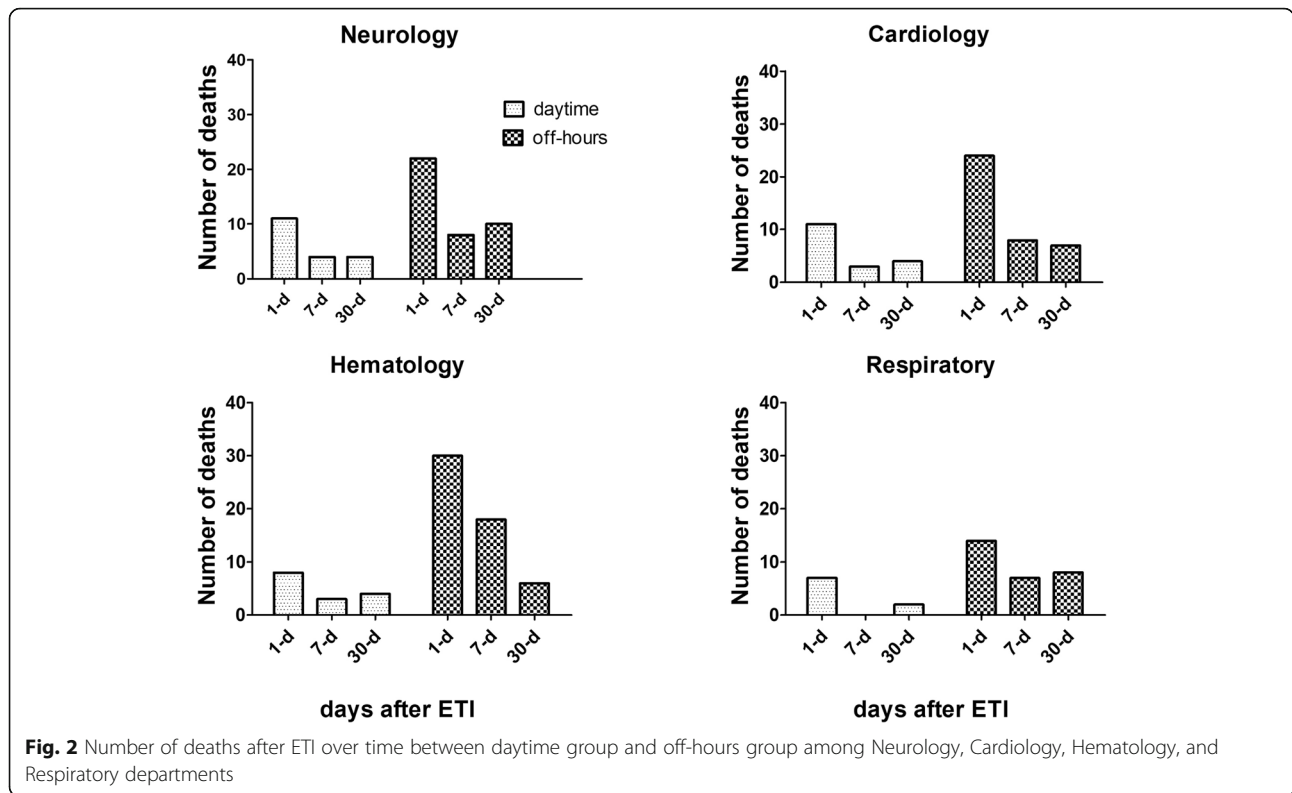 Neurology
Number of deaths
40
30
20
10
0
daytime
off-hours
1-d 7-d 30-d 1-d 7-d 30-d
Cardiology
Number of deaths
40
30
20
10
0
1-d 7-d 30-d 1-d 7-d 30-d
Hematology
Number of deaths
40
30
20
10
0
1-d 7-d 30-d 1-d 7-d 30-d
days after ETI
Respiratory
Number of deaths
40
30
20
10
0
1-d 7-d 30-d 1-d 7-d 30-d
days after ETI
Fig. 2 Number of deaths after ETI over time between daytime group and off-hours group among Neurology, Cardiology, Hematology, and
Respiratory departments